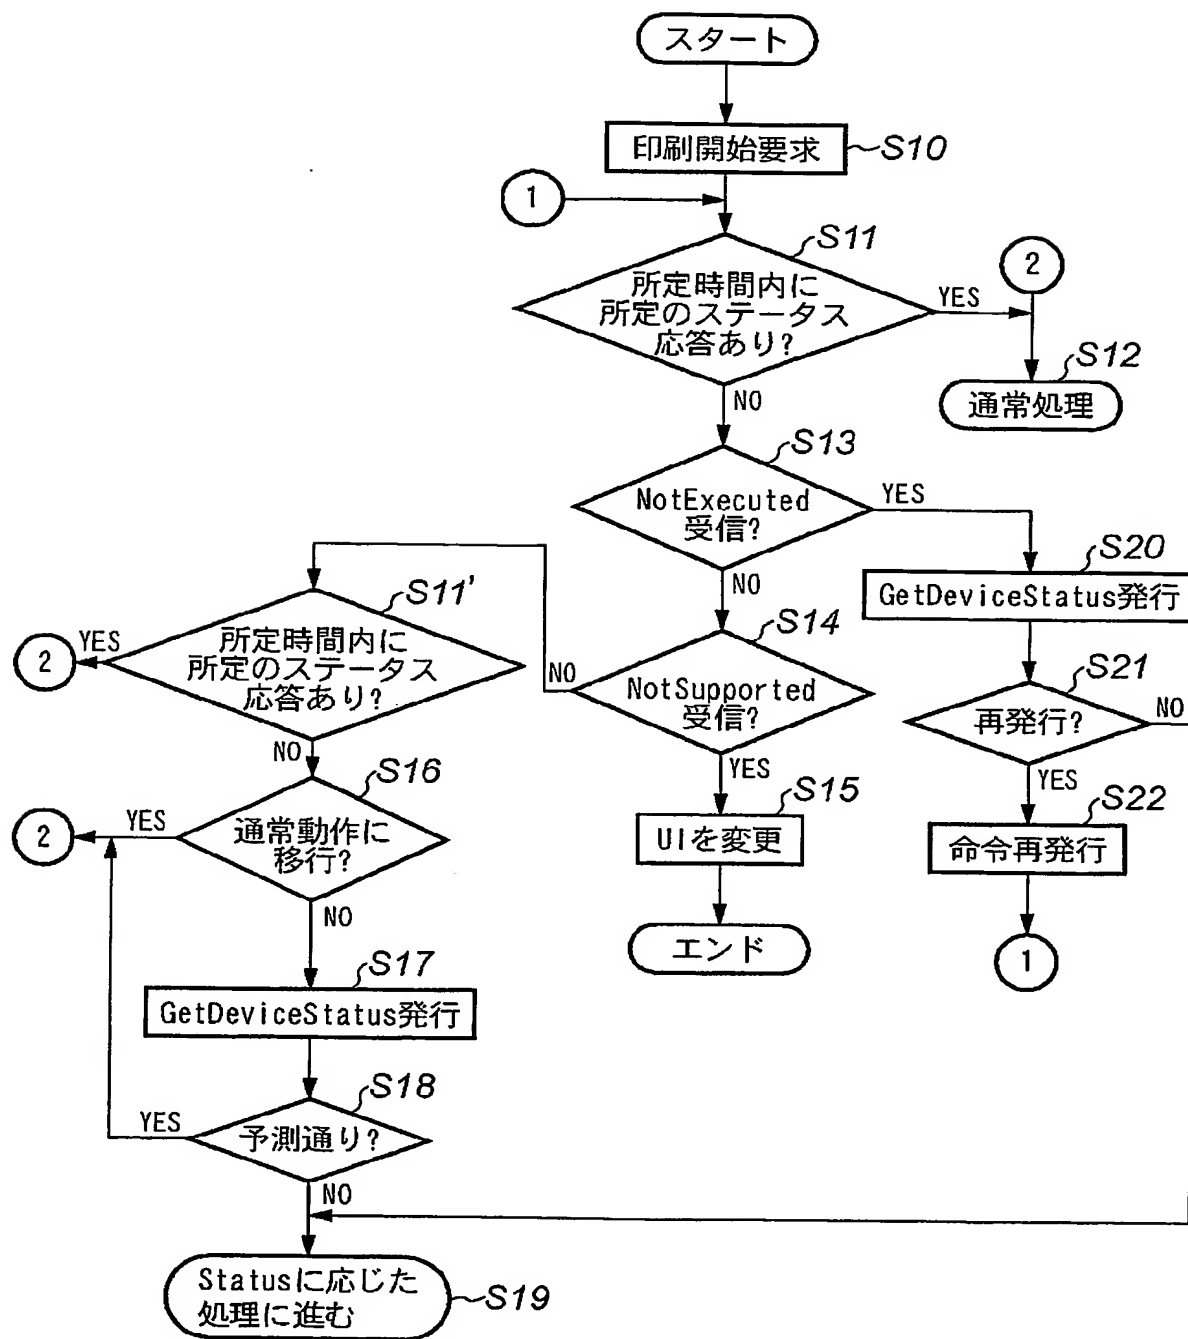 スタート
印刷開始要求
S10
1
S11
所定時間内に
所定のステータス
応答あり?
YES
2
S12
通常処理
NO
S13
NotExecuted
受信?
YES
NO
S20
GetDeviceStatus発行
S11'
所定時間内に
所定のステータス
応答あり?
YES
2
NO
S14
NotSupported
受信?
NO
YES
S21
再発行?
NO
YES
S16
通常動作に
移行?
YES
2
NO
S15
UIを変更
エンド
S22
命令再発行
1
S17
GetDeviceStatus発行
S18
予測通り?
YES
NO
Statusに応じた
処理に進む
S19